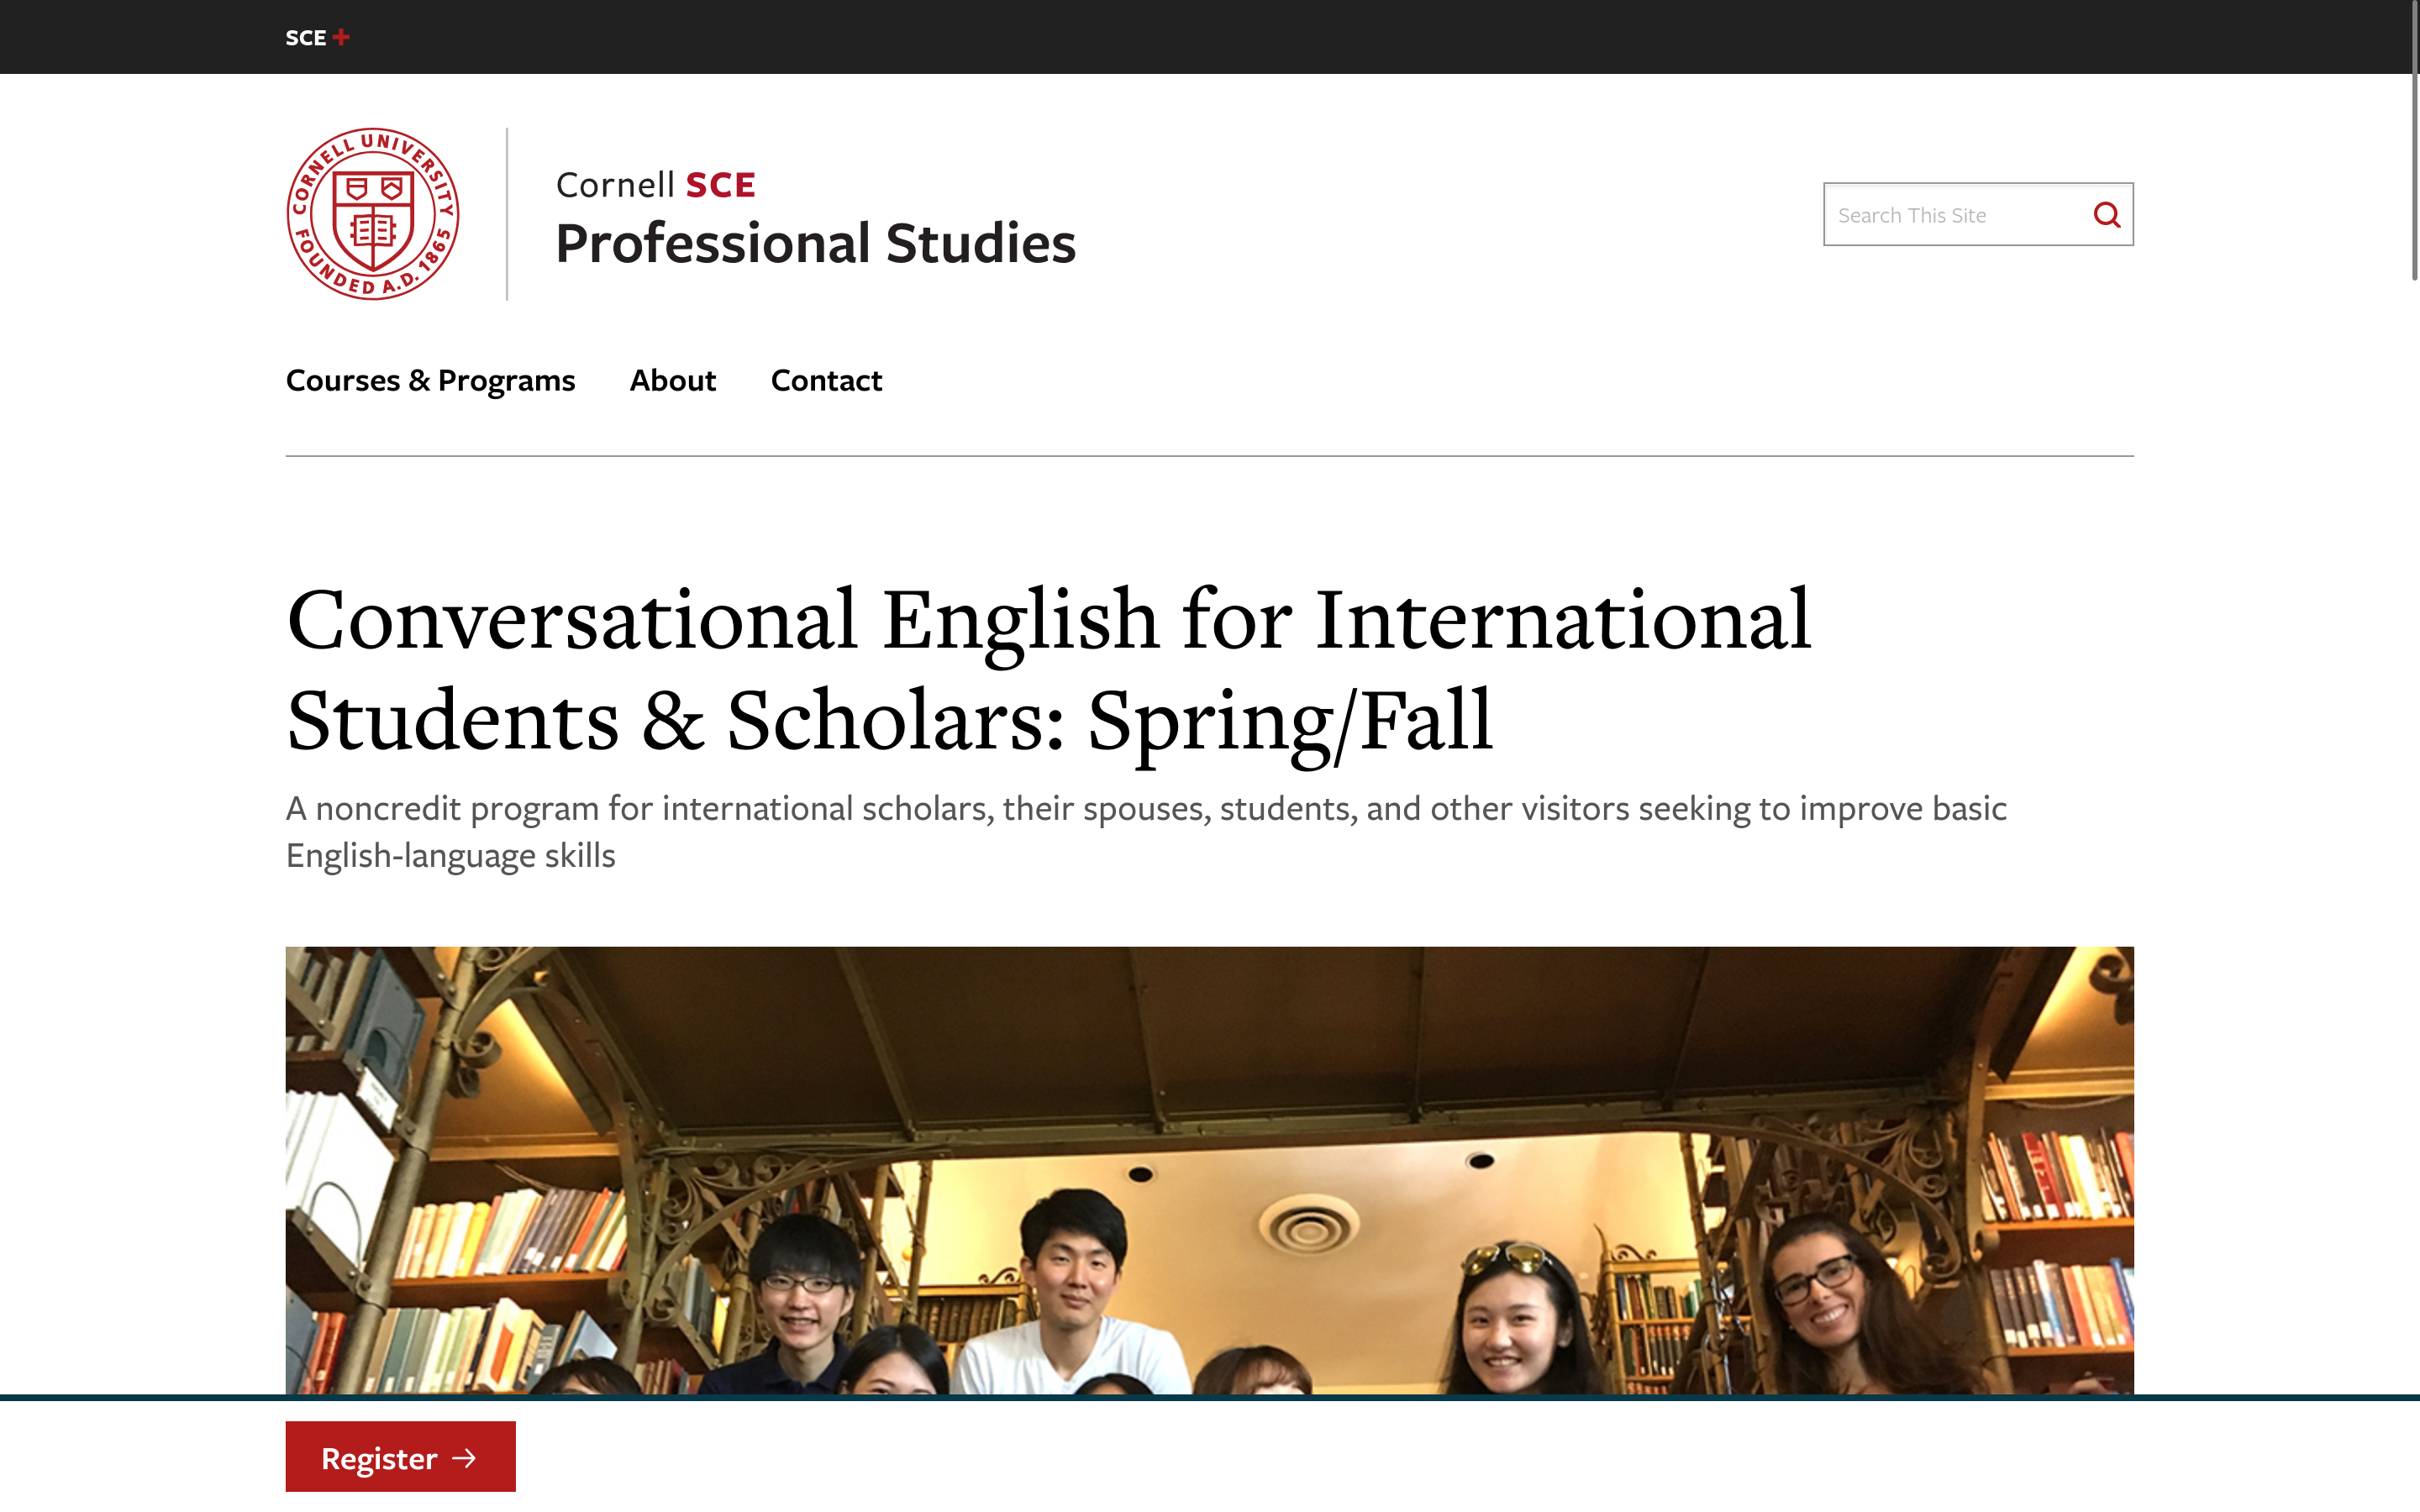 SCE +
CORNELL UNIVERSITY
FOUNDED A.D. 1865
Cornell SCE
Professional Studies
Search This Site
Courses & Programs About Contact
Conversational English for International
Students & Scholars: Spring/Fall
A noncredit program for international scholars, their spouses, students, and other visitors seeking to improve basic
English-language skills
Register →